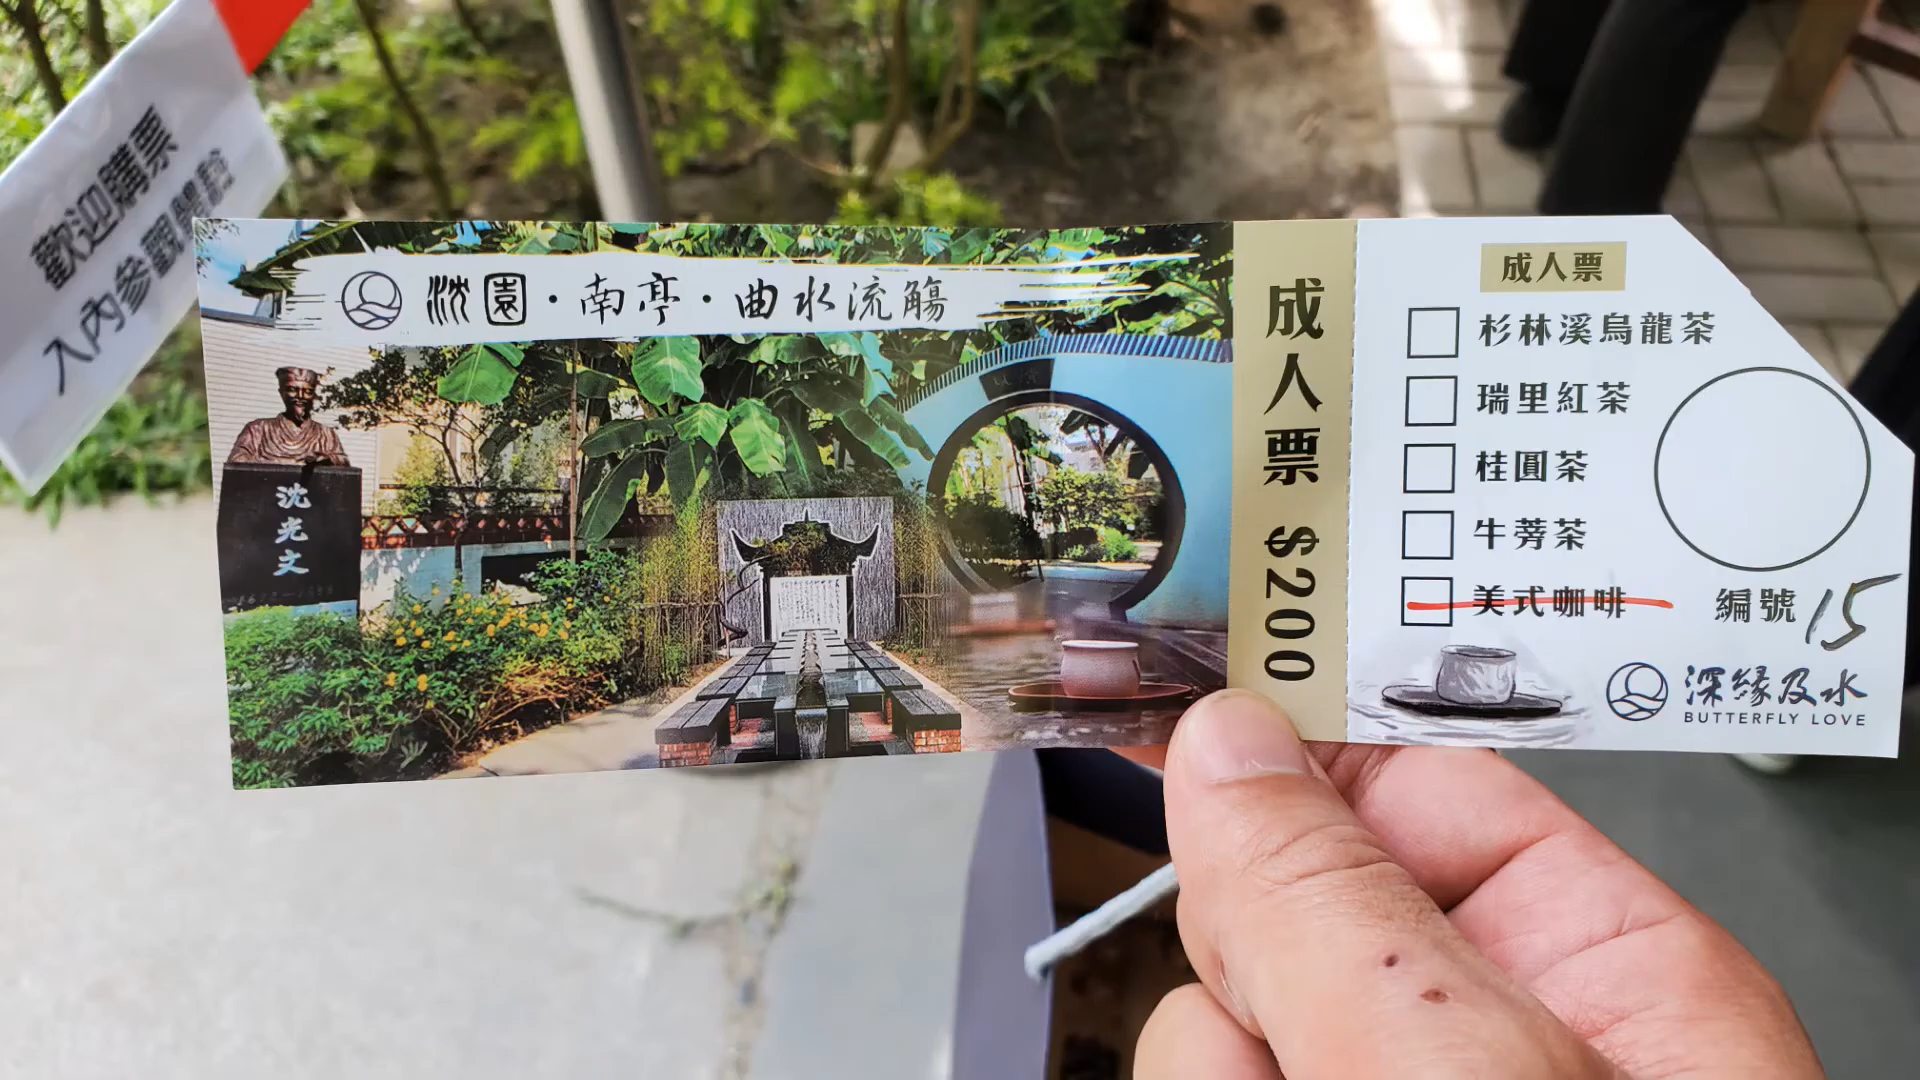 歡迎購票
入內參觀體驗
沈園·南亭·曲水流觴
沈光文
成人票 $200
成人票
杉林溪烏龍茶
瑞里紅茶
桂圓茶
牛蒡茶
美式咖啡
編號 15
深緣及水
BUTTERFLY LOVE